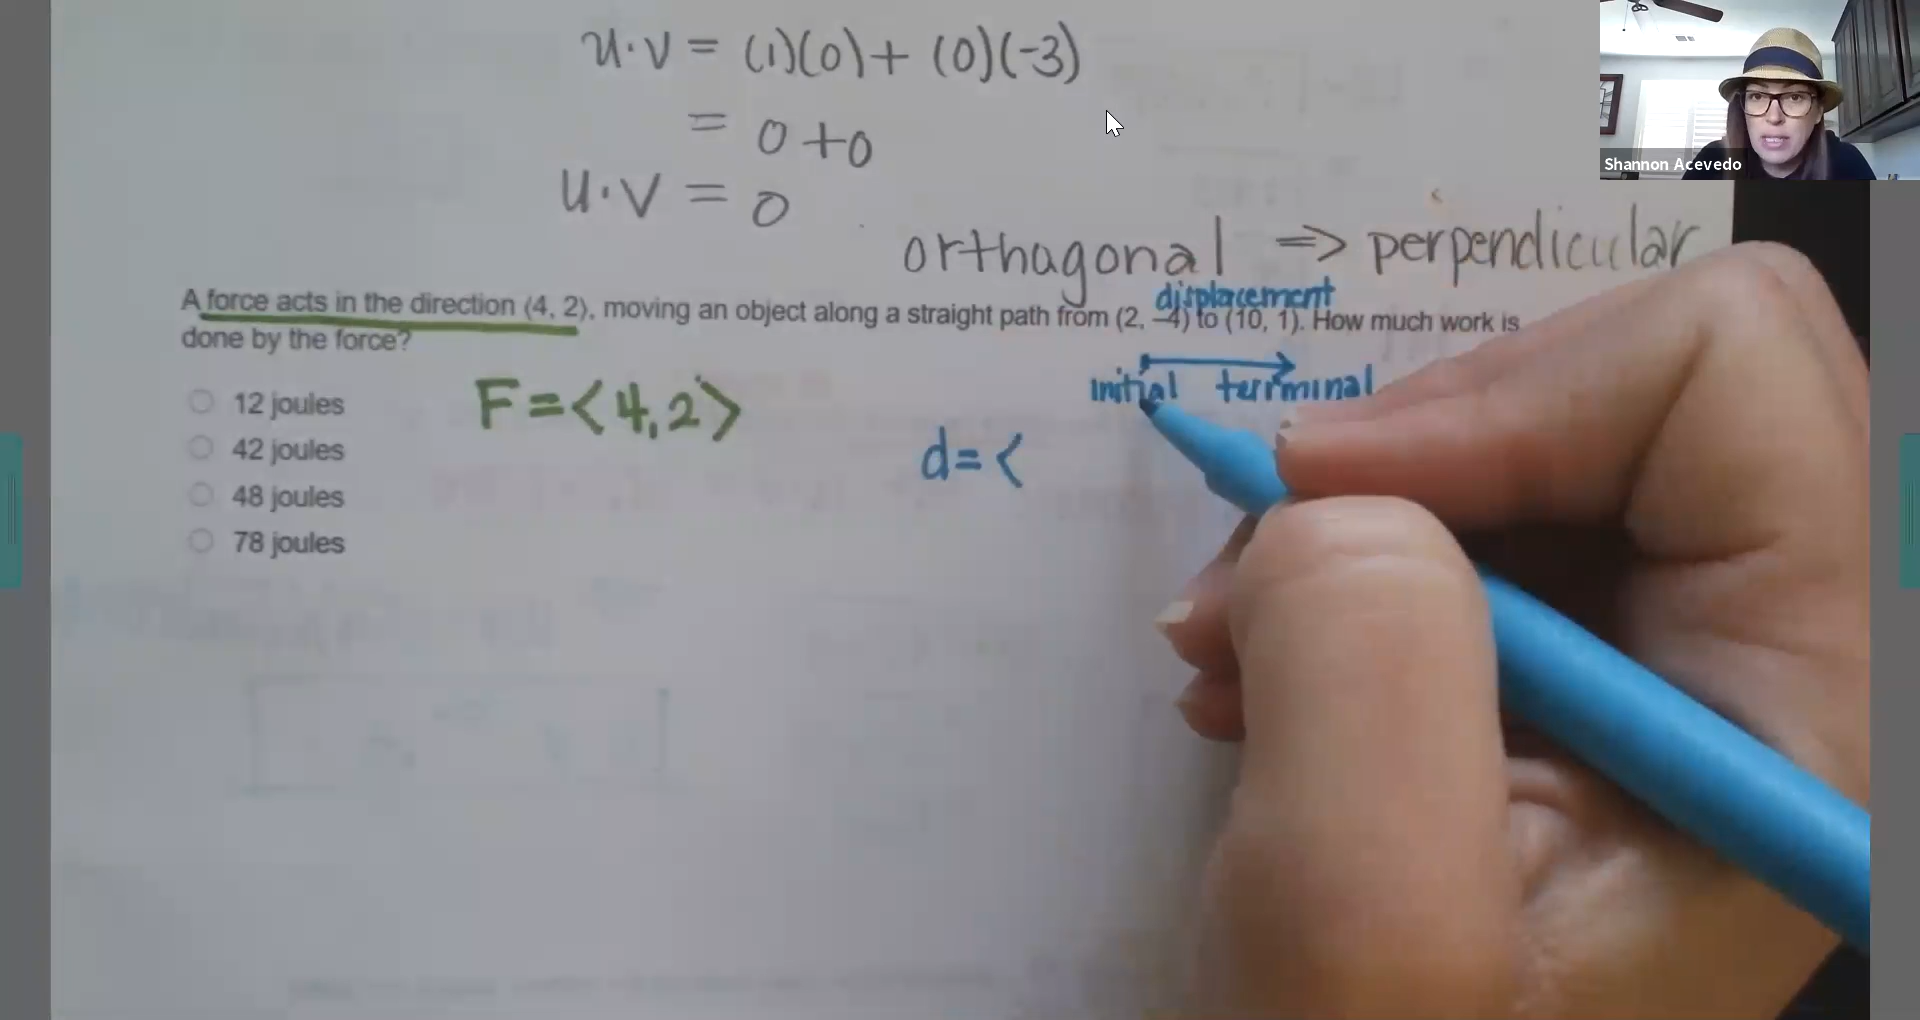 u·v = (1)(0) + (0)(-3)
= 0 + 0
u·v = 0
Shannon Acevedo
orthagonal => perpendicular
displacement
A force acts in the direction (4, 2), moving an object along a straight path from (2, –4) to (10, 1). How much work is
done by the force?
initial terminal
12 joules
F = <4, 2>
42 joules
d = <
48 joules
78 joules